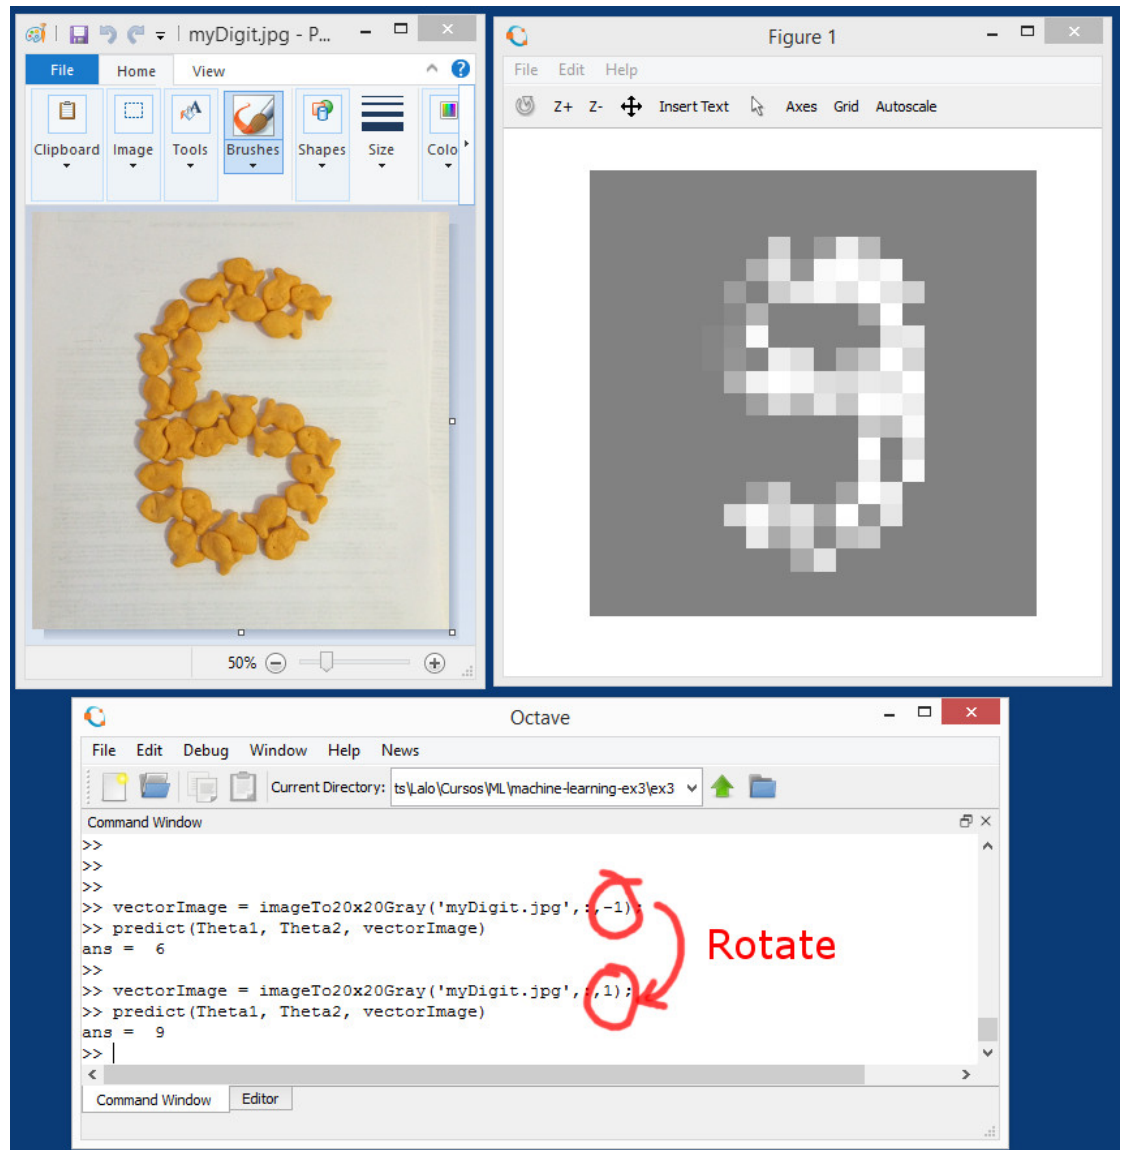 myDigit.jpg - P...
File Home View
Clipboard Image Tools Brushes Shapes Size Colo
50%
Figure 1
File Edit Help
Z+ Z- Insert Text Axes Grid Autoscale
Octave
File Edit Debug Window Help News
Current Directory: ts\Lalo\Cursos\ML\machine-learning-ex3\ex3
Command Window
>>
>>
>>
>> vectorImage = imageTo20x20Gray('myDigit.jpg',:,-1);
>> predict(Theta1, Theta2, vectorImage)
ans = 6
>>
>> vectorImage = imageTo20x20Gray('myDigit.jpg',:,1);
>> predict(Theta1, Theta2, vectorImage)
ans = 9
>>
Rotate
Command Window Editor